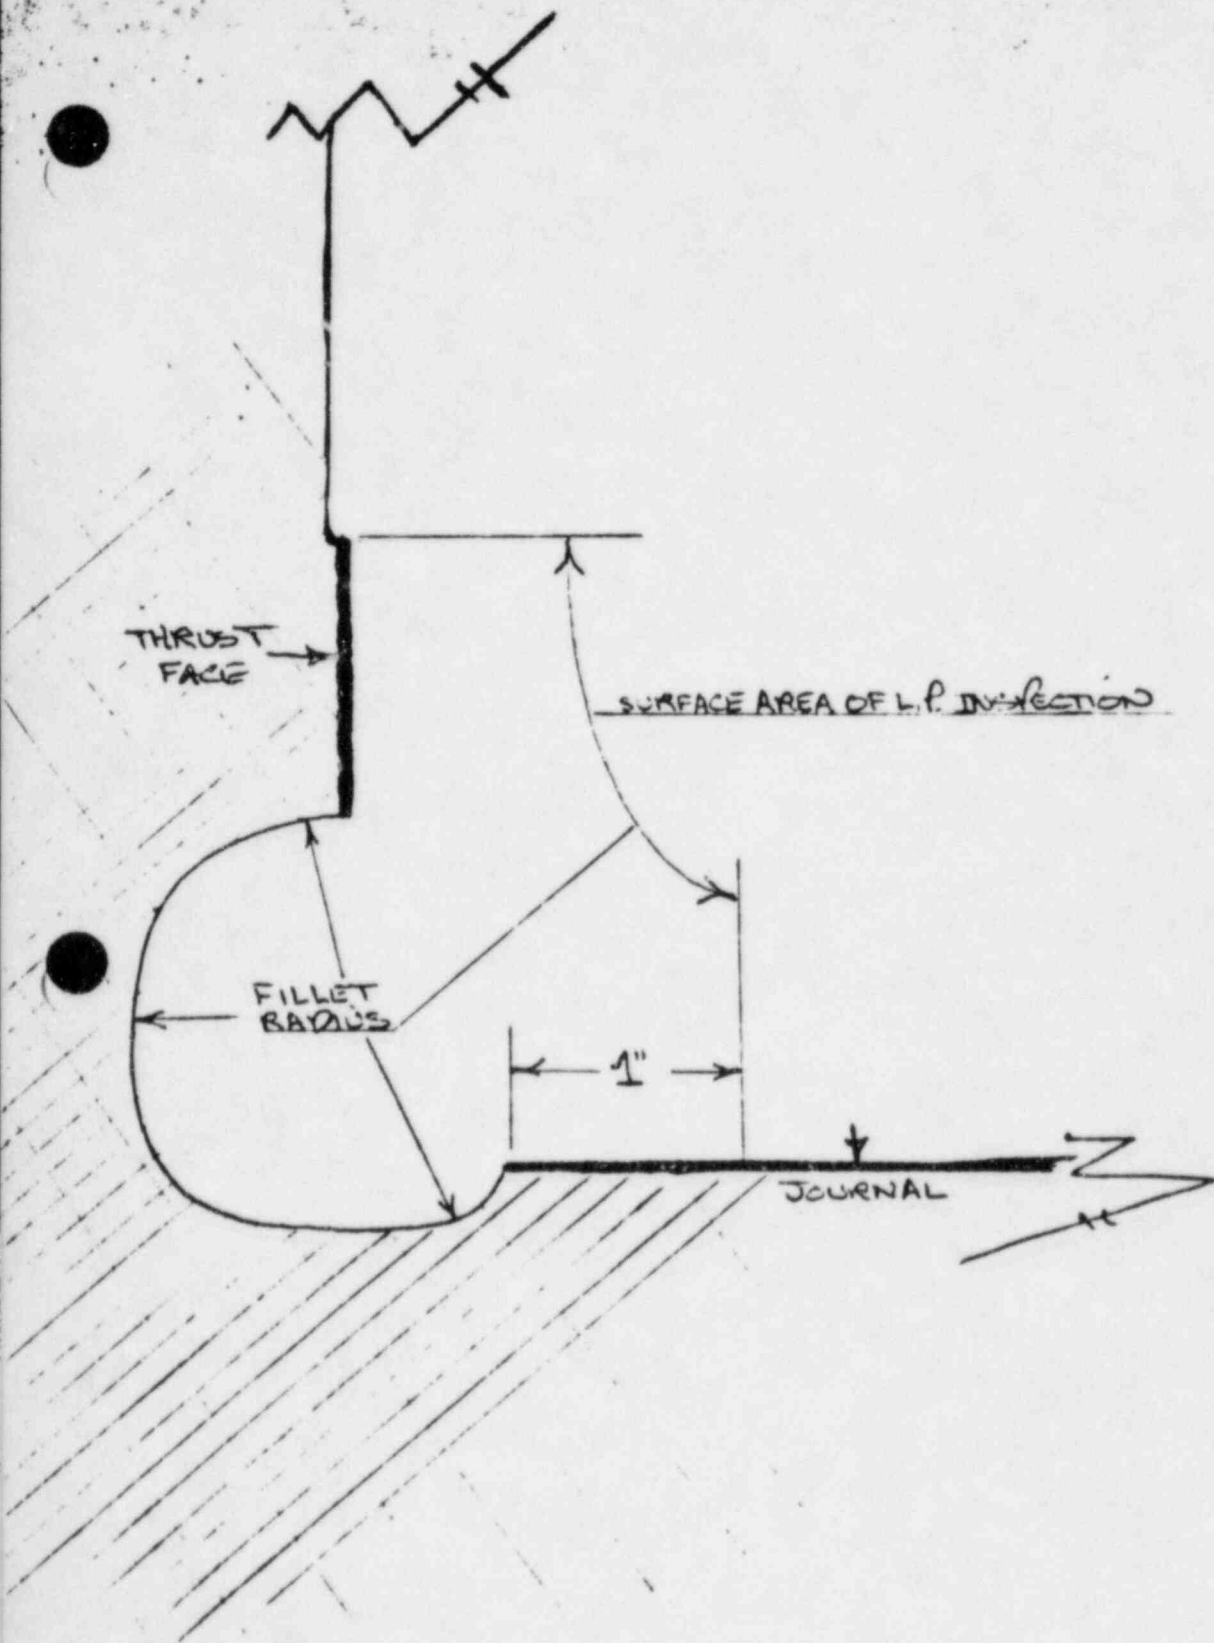 THRUST
FACE
SURFACE AREA OF L.P. INSPECTION
FILLET
RADIUS
1"
JOURNAL